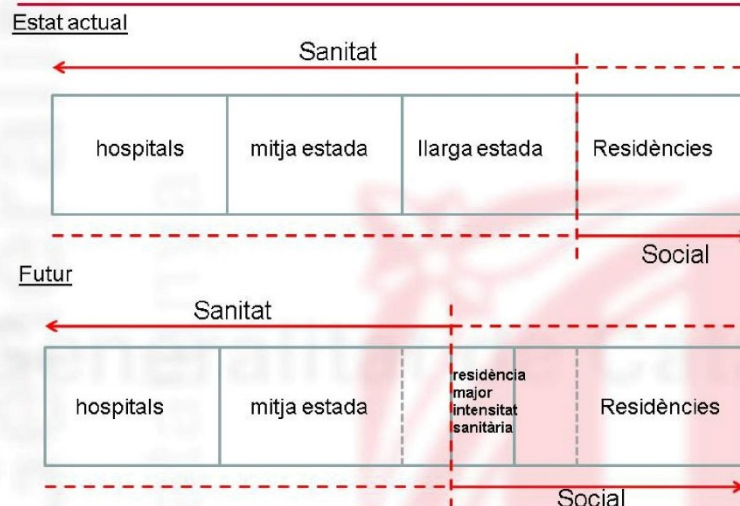 Estat actual
Sanitat
hospitals
mitja estada
llarga estada
Residències
Social
Futur
Sanitat
hospitals
mitja estada
residència
major
intensitat
sanitària
Residències
Social